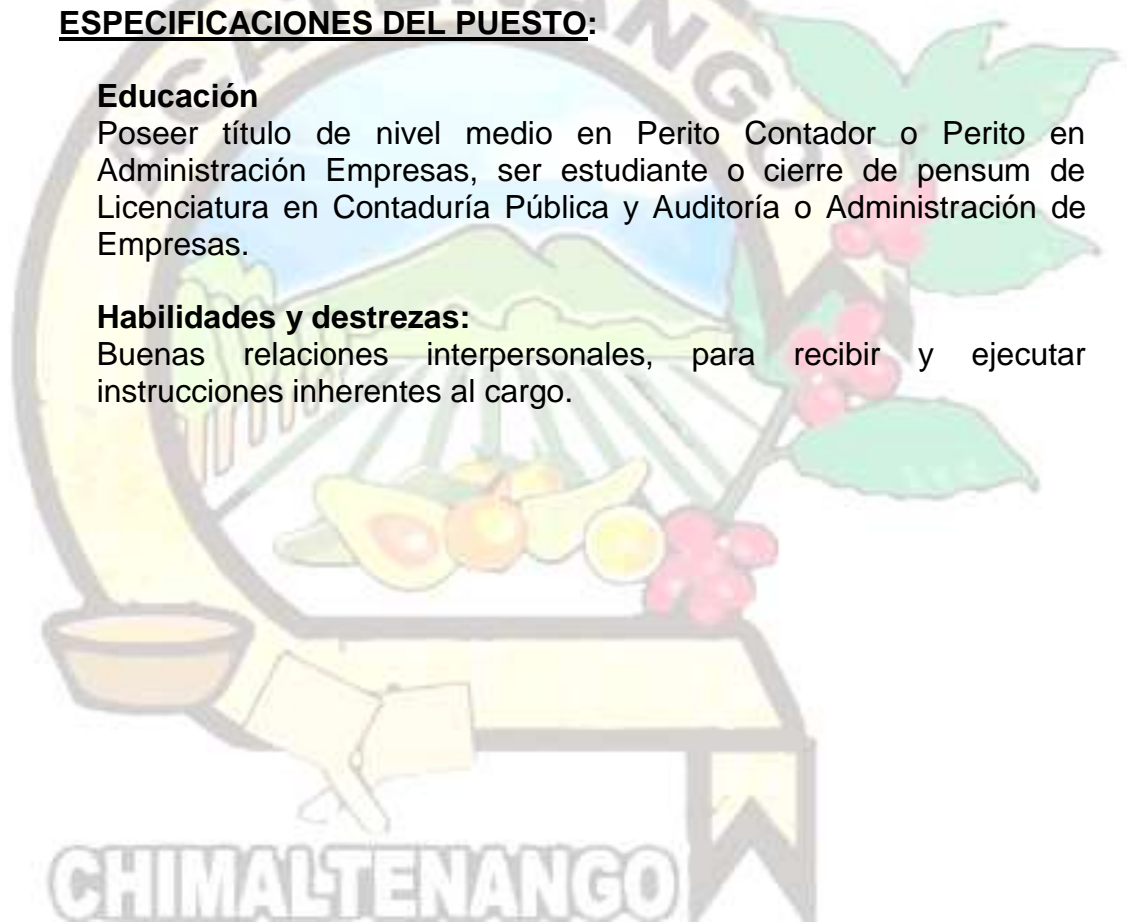 ESPECIFICACIONES DEL PUESTO:
Educación
Poseer título de nivel medio en Perito Contador o Perito en
Administración Empresas, ser estudiante o cierre de pensum de
Licenciatura en Contaduría Pública y Auditoría o Administración de
Empresas.
Habilidades y destrezas:
Buenas relaciones interpersonales, para recibir y ejecutar
instrucciones inherentes al cargo.
CHIMALTENANGO